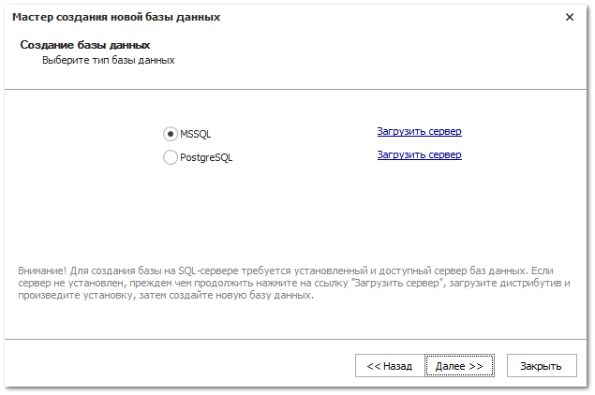 Мастер создания новой базы данных
Создание базы данных
Выберите тип базы данных
MSSQL Загрузить сервер
PostgreSQL Загрузить сервер
Внимание! Для создания базы на SQL-сервере требуется установленный и доступный сервер баз данных. Если
сервер не установлен, преждем чем продолжить нажмите на ссылку "Загрузить сервер", загрузите дистрибутив и
произведите установку, затем создайте новую базу данных.
<< Назад Далее >> Закрыть